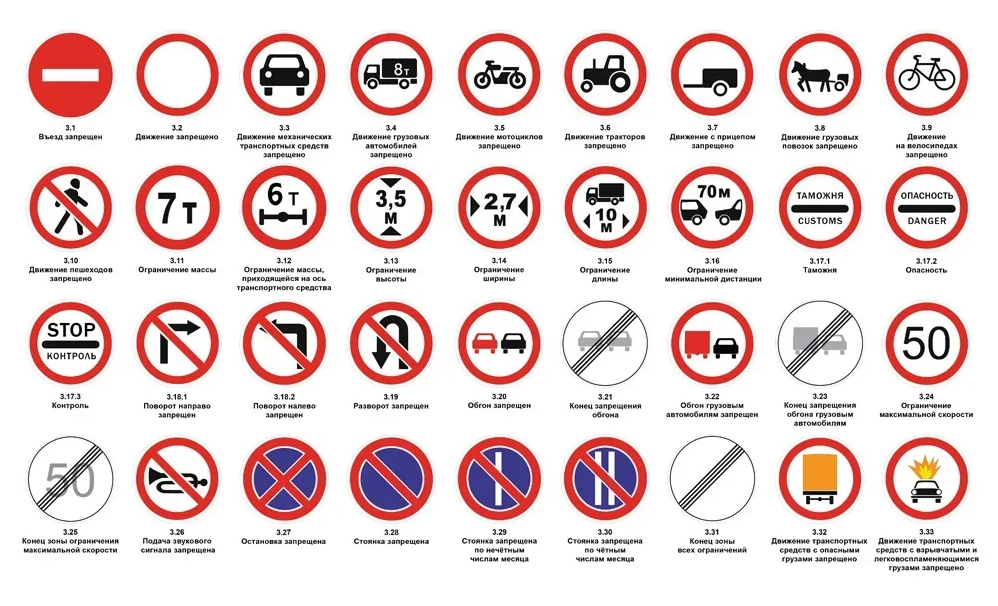 8т
3.1
Въезд запрещен
3.2
Движение запрещено
3.3
Движение механических
транспортных средств
запрещено
3.4
Движение грузовых
автомобилей
запрещено
3.5
Движение мотоциклов
запрещено
3.6
Движение тракторов
запрещено
3.7
Движение с прицепом
запрещено
3.8
Движение грузовых
повозок запрещено
3.9
Движение
на велосипедах
запрещено
7т
6т
3,5
М
2,7
10
М
70м
ТАМОЖНЯ
CUSTOMS
ОПАСНОСТЬ
DANGER
3.10
Движение пешеходов
запрещено
3.11
Ограничение массы
3.12
Ограничение массы,
приходящейся на ось
транспортного средства
3.13
Ограничение
высоты
3.14
Ограничение
ширины
3.15
Ограничение
длины
3.16
Ограничение
минимальной дистанции
3.17.1
Таможня
3.17.2
Опасность
STOP
КОНТРОЛЬ
50
3.17.3
Контроль
3.18.1
Поворот направо
запрещен
3.18.2
Поворот налево
запрещен
3.19
Разворот запрещен
3.20
Обгон запрещен
3.21
Конец запрещения
обгона
3.22
Обгон грузовым
автомобилям запрещен
3.23
Конец запрещения
обгона грузовым
автомобилям
3.24
Ограничение
максимальной скорости
50
3.25
Конец зоны ограничения
максимальной скорости
3.26
Подача звукового
сигнала запрещена
3.27
Остановка запрещена
3.28
Стоянка запрещена
3.29
Стоянка запрещена
по нечётным
числам месяца
3.30
Стоянка запрещена
по чётным
числам месяца
3.31
Конец зоны
всех ограничений
3.32
Движение транспортных
средств с опасными
грузами запрещено
3.33
Движение транспортных
средств с взрывчатыми и
легковоспламеняющимися
грузами запрещено